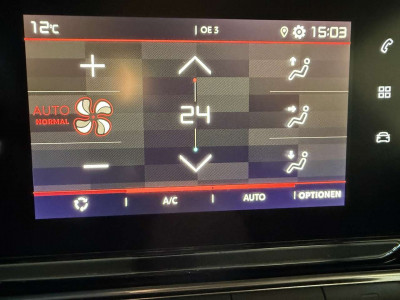 12°C | OE 3 15:03
AUTO
NORMAL
24
A/C | AUTO | OPTIONEN